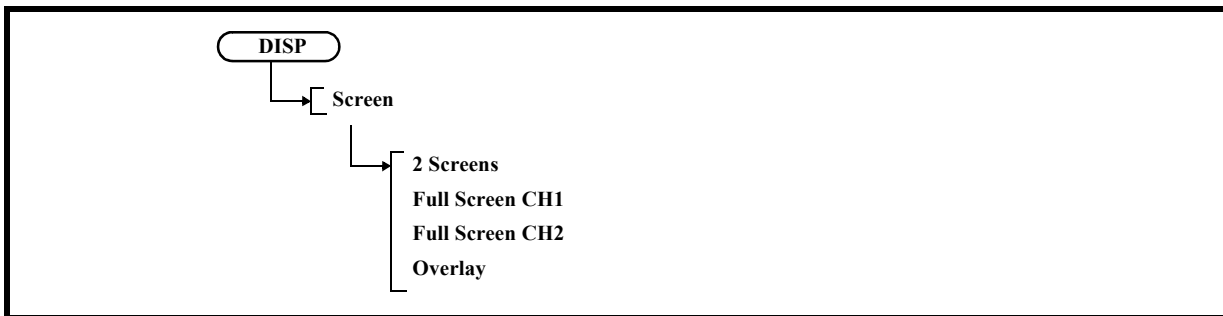 DISP
Screen
2 Screens
Full Screen CH1
Full Screen CH2
Overlay